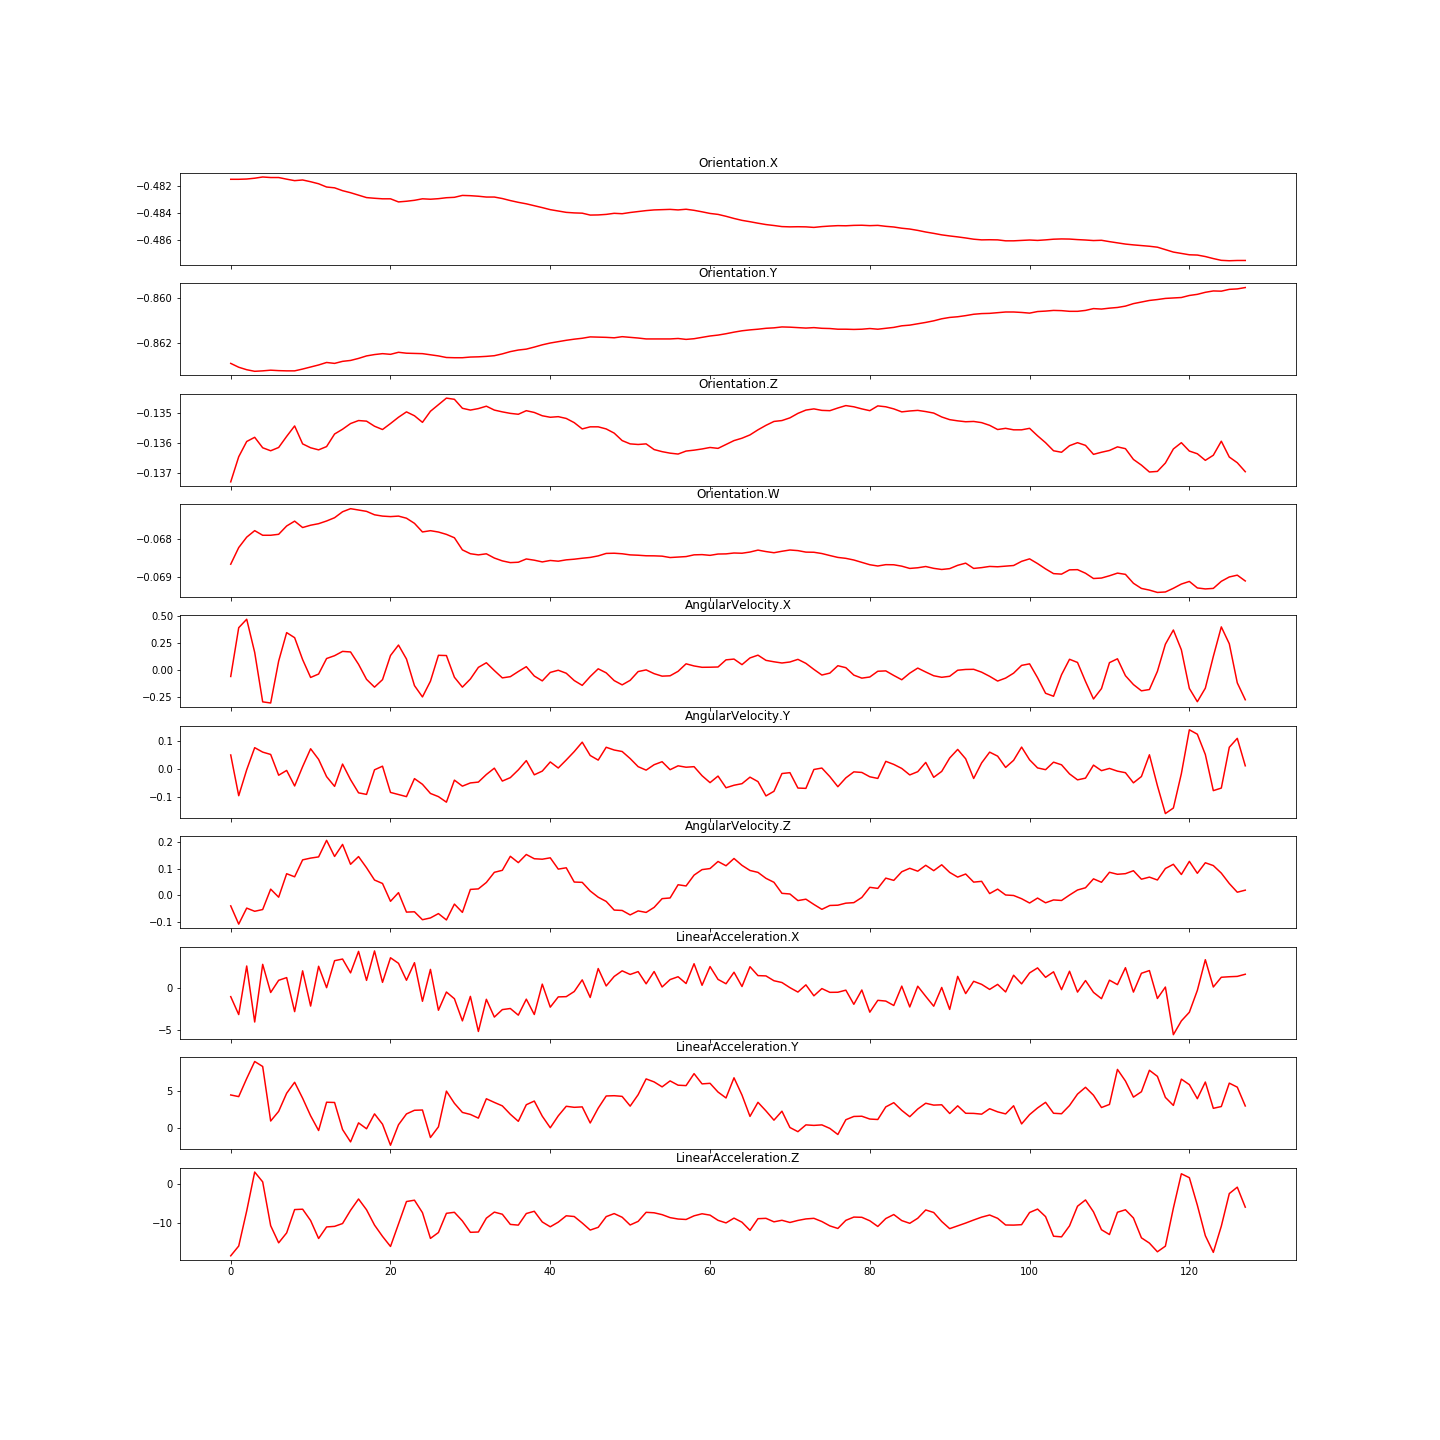 Orientation.X
−0.482
−0.484
−0.486
Orientation.Y
−0.860
−0.862
Orientation.Z
−0.135
−0.136
−0.137
Orientation.W
−0.068
−0.069
AngularVelocity.X
0.50
0.25
0.00
−0.25
AngularVelocity.Y
0.1
0.0
−0.1
AngularVelocity.Z
0.2
0.1
0.0
−0.1
LinearAcceleration.X
0
−5
LinearAcceleration.Y
5
0
LinearAcceleration.Z
0
−10
0 20 40 60 80 100 120